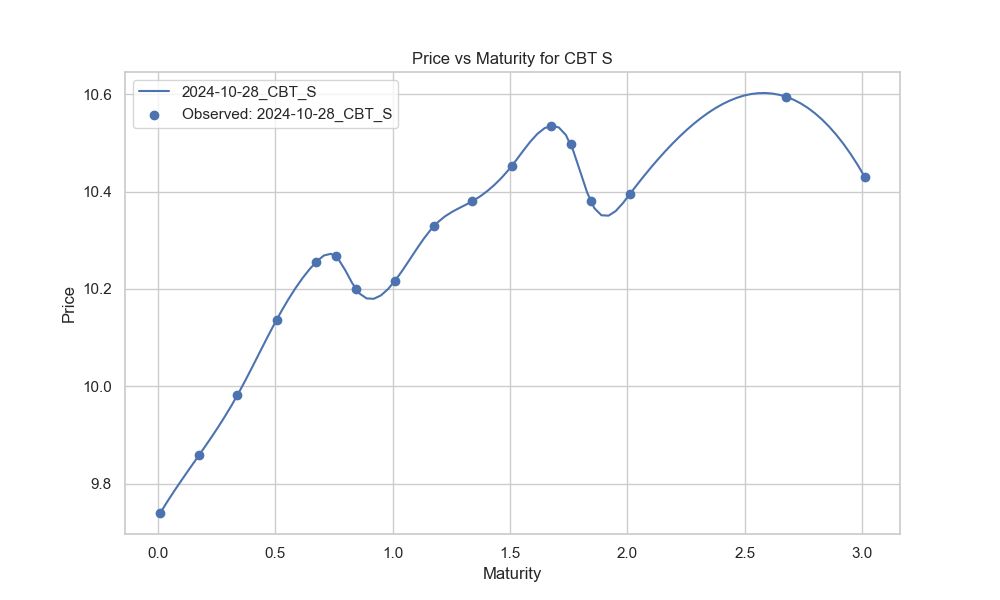 Price vs Maturity for CBT S
2024-10-28_CBT_S
Observed: 2024-10-28_CBT_S
10.6
10.4
10.2
10.0
9.8
Price
0.0 0.5 1.0 1.5 2.0 2.5 3.0
Maturity